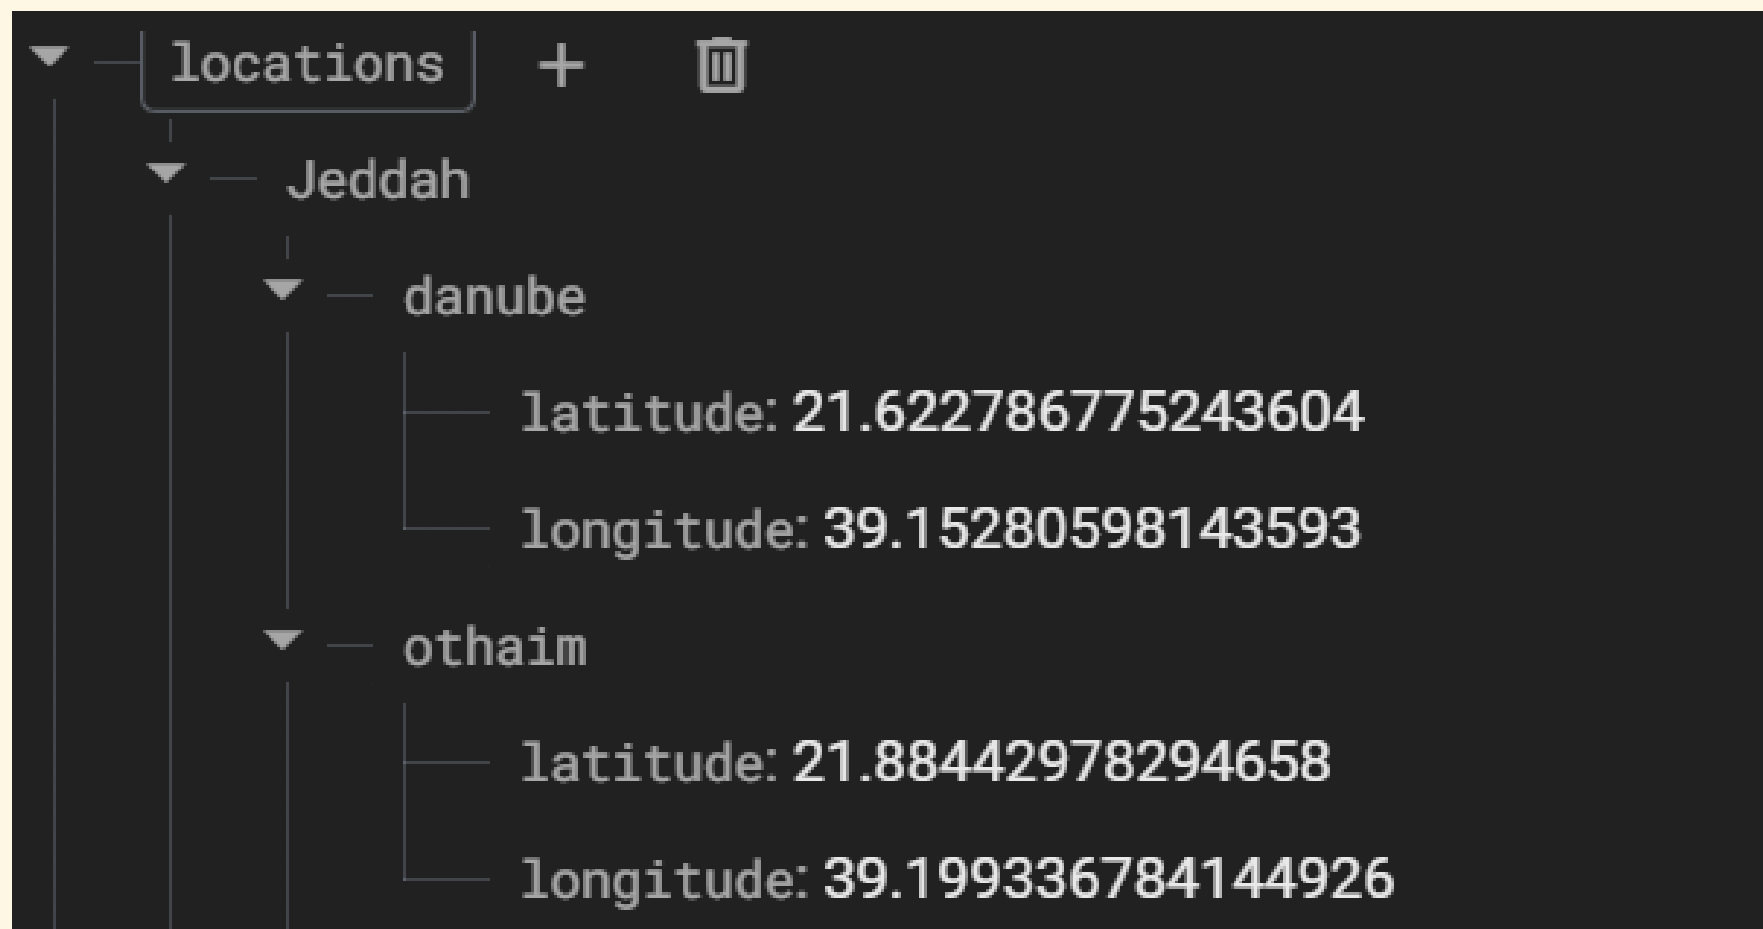 locations
Jeddah
danube
latitude: 21.622786775243604
longitude: 39.15280598143593
othaim
latitude: 21.88442978294658
longitude: 39.199336784144926